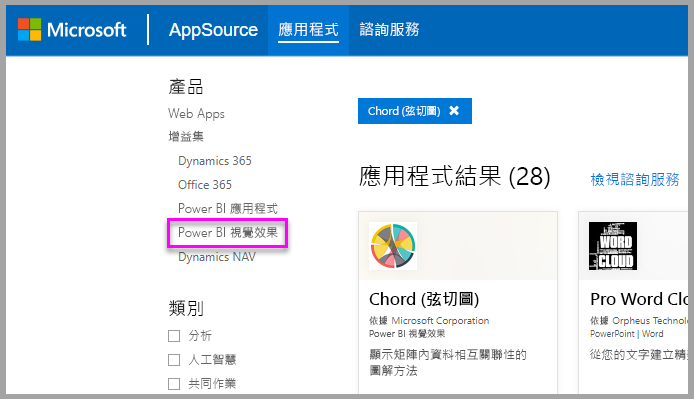 Microsoft AppSource 應用程式 諮詢服務
產品
Web Apps
增益集
Dynamics 365
Office 365
Power BI 應用程式
Power BI 視覺效果
Dynamics NAV
類別
分析
人工智慧
共同作業
Chord (弦切圖)
應用程式結果 (28)
檢視諮詢服務
Chord (弦切圖)
依據 Microsoft Corporation
Power BI 視覺效果
顯示矩陣內資料相互關聯性的
圖解方法
WORD
CLOUD
Pro Word Clo
依據 Orpheus Technolo
PowerPoint | Word
從您的文字建立精